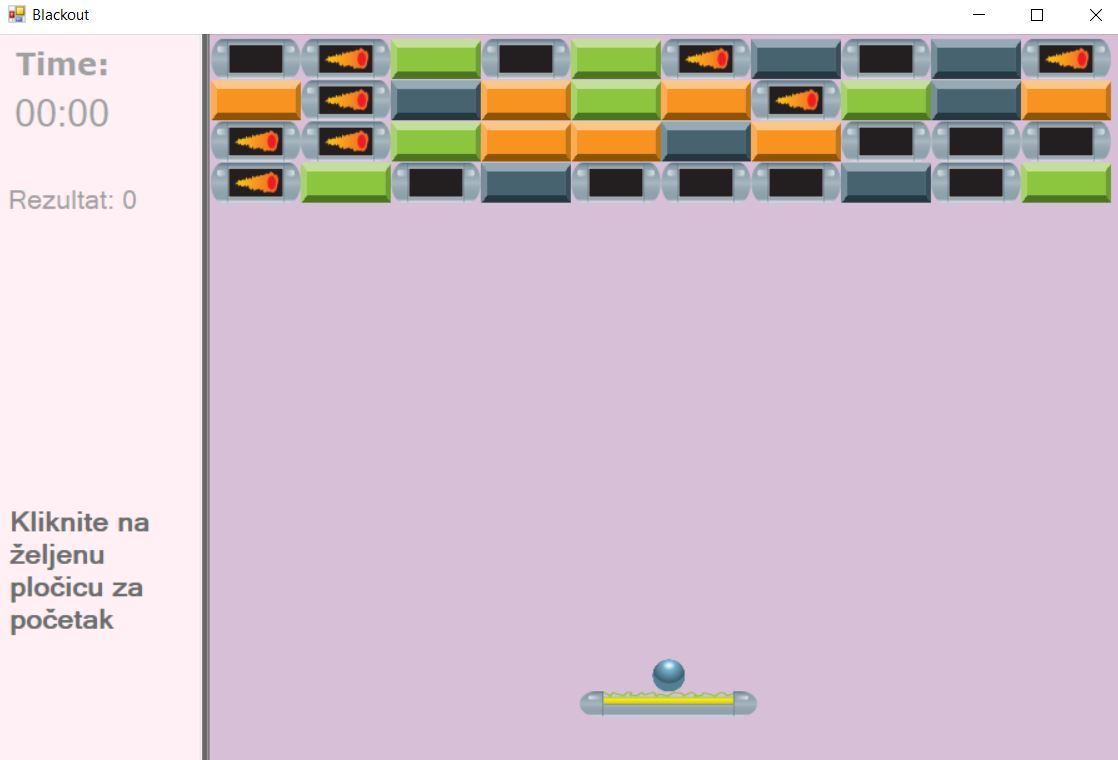 Blackout
Time:
00:00
Rezultat: 0
Kliknite na
željenu
pločicu za
početak